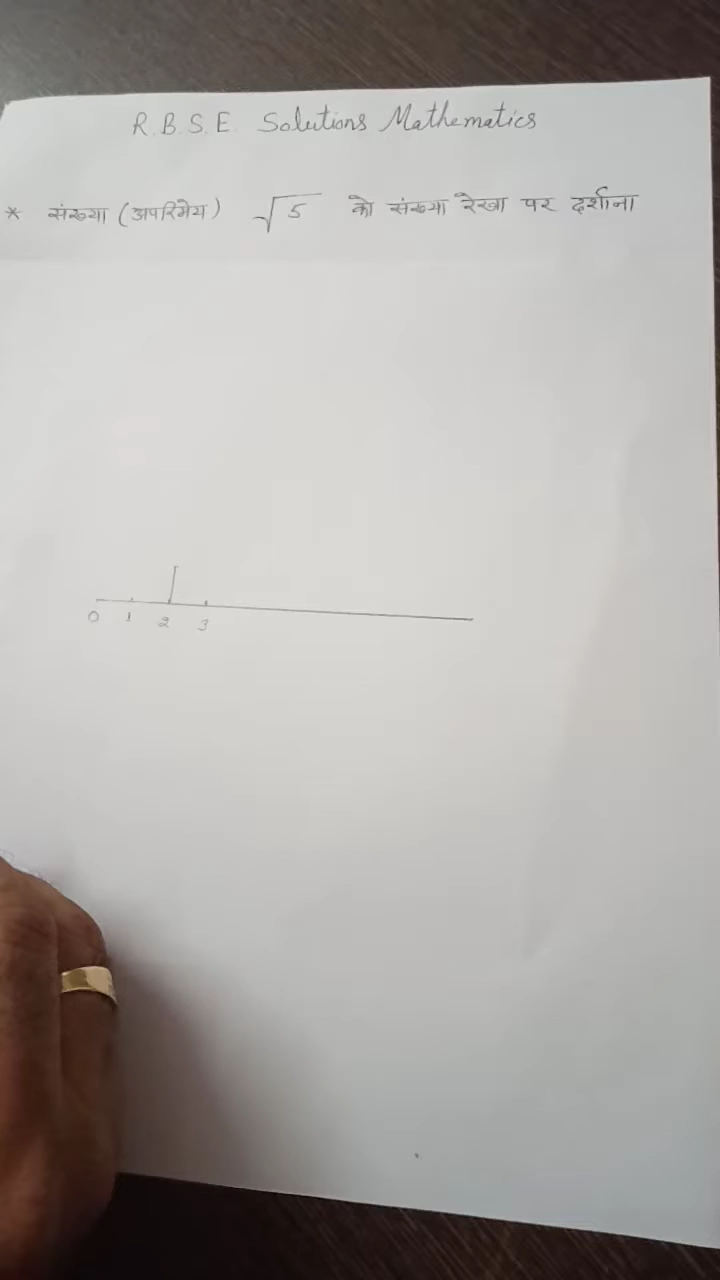 R.B.S.E. Solutions Mathematics
* संख्या (अपरिमेय) √5 को संख्या रेखा पर दर्शाना
0 1 2 3